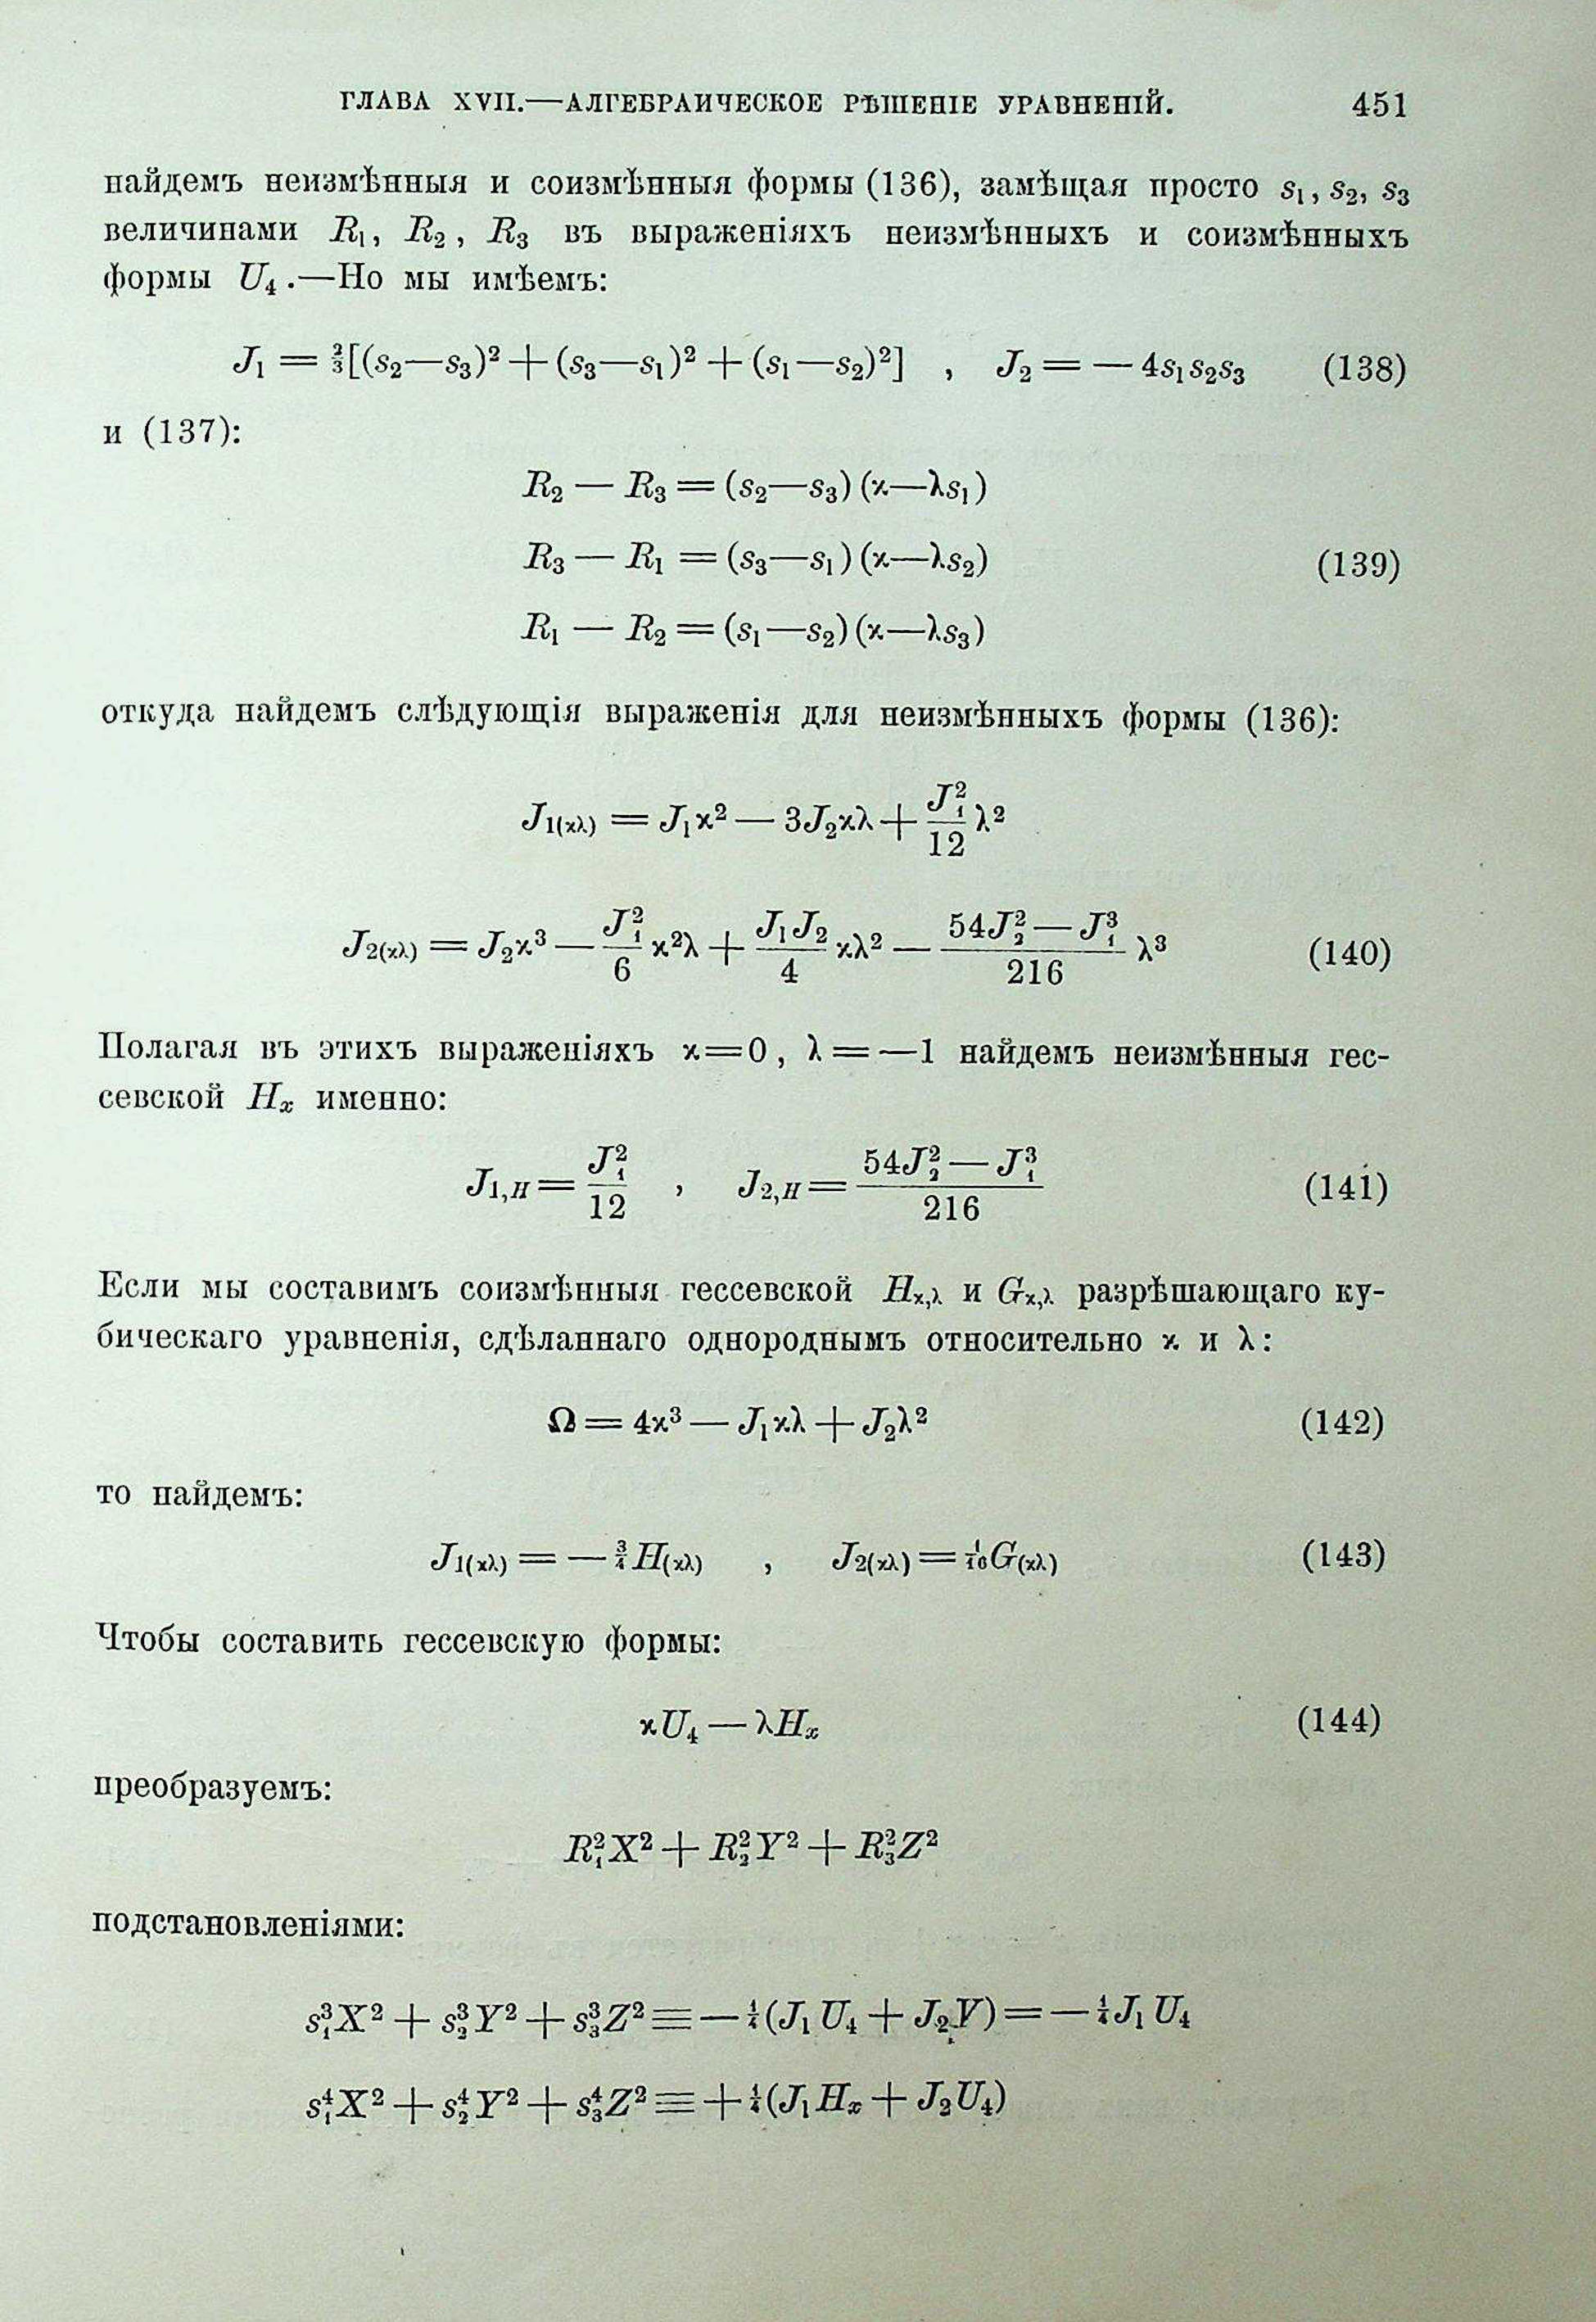 ГЛАВА XVII.—АЛГЕБРАИЧЕСКОЕ РѢШЕНІЕ УРАВНЕНІЙ. 451
найдемъ неизмѣнныя и соизмѣнныя формы (136), замѣщая просто s₁, s₂, s₃
величинами R₁, R₂, R₃ въ выраженіяхъ неизмѣнныхъ и соизмѣнныхъ
формы U₄.—Но мы имѣемъ:
J₁ = ⅔[(s₂—s₃)² + (s₃—s₁)² + (s₁—s₂)²] , J₂ = — 4s₁s₂s₃ (138)
и (137):
R₂ — R₃ = (s₂—s₃)(ϰ—λs₁)
R₃ — R₁ = (s₃—s₁)(ϰ—λs₂) (139)
R₁ — R₂ = (s₁—s₂)(ϰ—λs₃)
откуда найдемъ слѣдующія выраженія для неизмѣнныхъ формы (136):
J₁₍ϰλ₎ = J₁ϰ² — 3J₂ϰλ + \frac{J₁²}{12} λ²
J₂₍ϰλ₎ = J₂ϰ³ — \frac{J₁²}{6} ϰ²λ + \frac{J₁J₂}{4} ϰλ² — \frac{54J₂² — J₁³}{216} λ³ (140)
Полагая въ этихъ выраженіяхъ ϰ=0, λ=—1 найдемъ неизмѣнныя гес-
севской Hₓ именно:
J₁,H = \frac{J₁²}{12} , J₂,H = \frac{54J₂² — J₁³}{216} (141)
Если мы составимъ соизмѣнныя гессевской Hϰ,λ и Gϰ,λ разрѣшающаго ку-
бическаго уравненія, сдѣланнаго однороднымъ относительно ϰ и λ:
Ω = 4ϰ³ — J₁ϰλ + J₂λ² (142)
то найдемъ:
J₁₍ϰλ₎ = — ¾H₍ϰλ₎ , J₂₍ϰλ₎ = \frac{1}{16}G₍ϰλ₎ (143)
Чтобы составить гессевскую формы:
ϰU₄ — λHₓ (144)
преобразуемъ:
R₁²X² + R₂²Y² + R₃²Z²
подстановленіями:
s₁³X² + s₂³Y² + s₃³Z² ≡ — ¼(J₁U₄ + J₂V) = — ¼J₁U₄
s₁⁴X² + s₂⁴Y² + s₃⁴Z² ≡ + ¼(J₁Hₓ + J₂U₄)